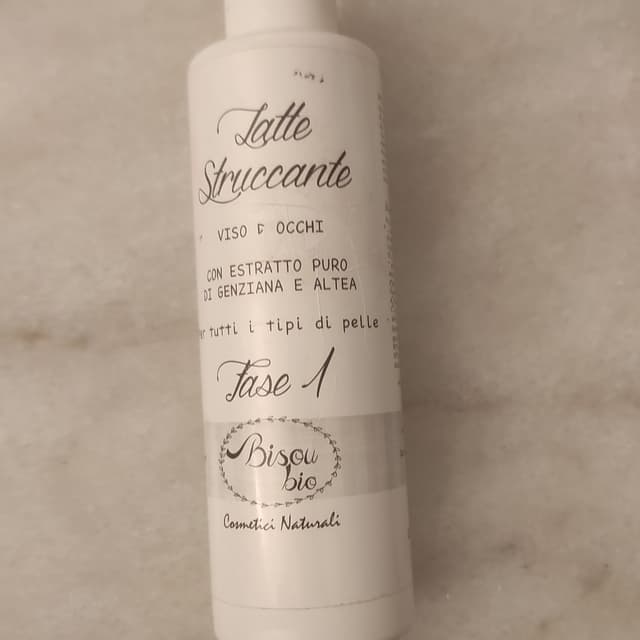 Latte
Struccante
VISO E OCCHI
CON ESTRATTO PURO
DI GENZIANA E ALTEA
per tutti i tipi di pelle
Fase 1
Bisou
bio
Cosmetici Naturali